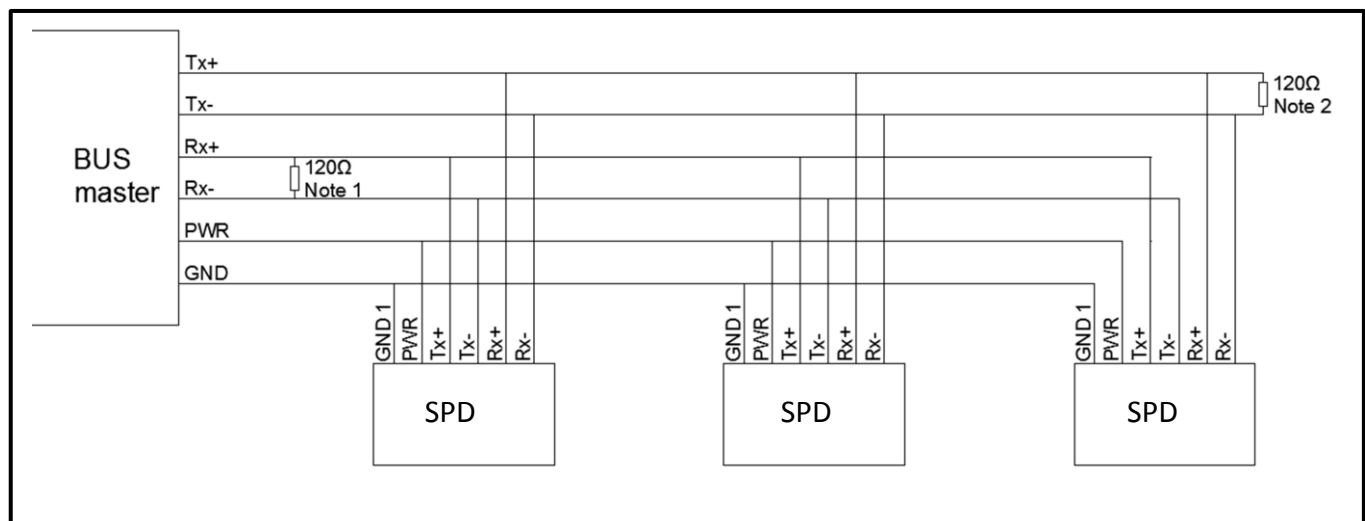 Tx+
120Ω
Tx-
Note 2
Rx+
BUS
master
120Ω
Rx-
Note 1
PWR
GND
GND 1
PWR
Tx+
Tx-
Rx+
Rx-
GND 1
PWR
Tx+
Tx-
Rx+
Rx-
GND 1
PWR
Tx+
Tx-
Rx+
Rx-
SPD
SPD
SPD